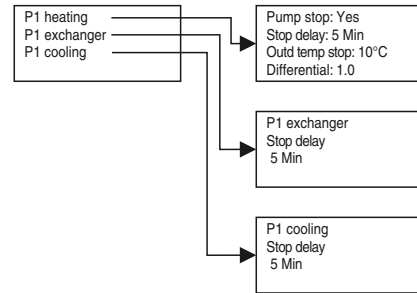 P1 heating
P1 exchanger
P1 cooling
Pump stop: Yes
Stop delay: 5 Min
Outd temp stop: 10°C
Differential: 1.0
P1 exchanger
Stop delay
5 Min
P1 cooling
Stop delay
5 Min